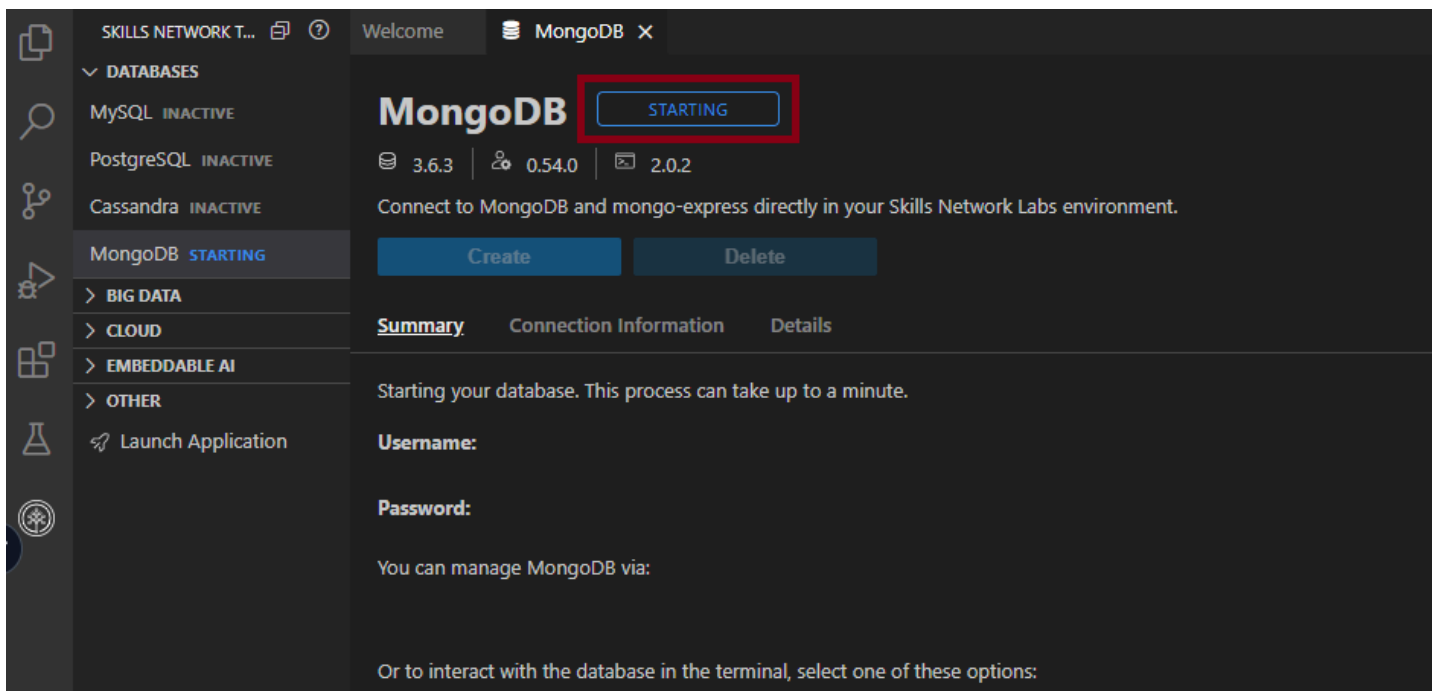 SKILLS NETWORK T...
DATABASES
MySQL INACTIVE
PostgreSQL INACTIVE
Cassandra INACTIVE
MongoDB STARTING
BIG DATA
CLOUD
EMBEDDABLE AI
OTHER
Launch Application
Welcome
MongoDB
MongoDB STARTING
3.6.3 0.54.0 2.0.2
Connect to MongoDB and mongo-express directly in your Skills Network Labs environment.
Create Delete
Summary Connection Information Details
Starting your database. This process can take up to a minute.
Username:
Password:
You can manage MongoDB via:
Or to interact with the database in the terminal, select one of these options: